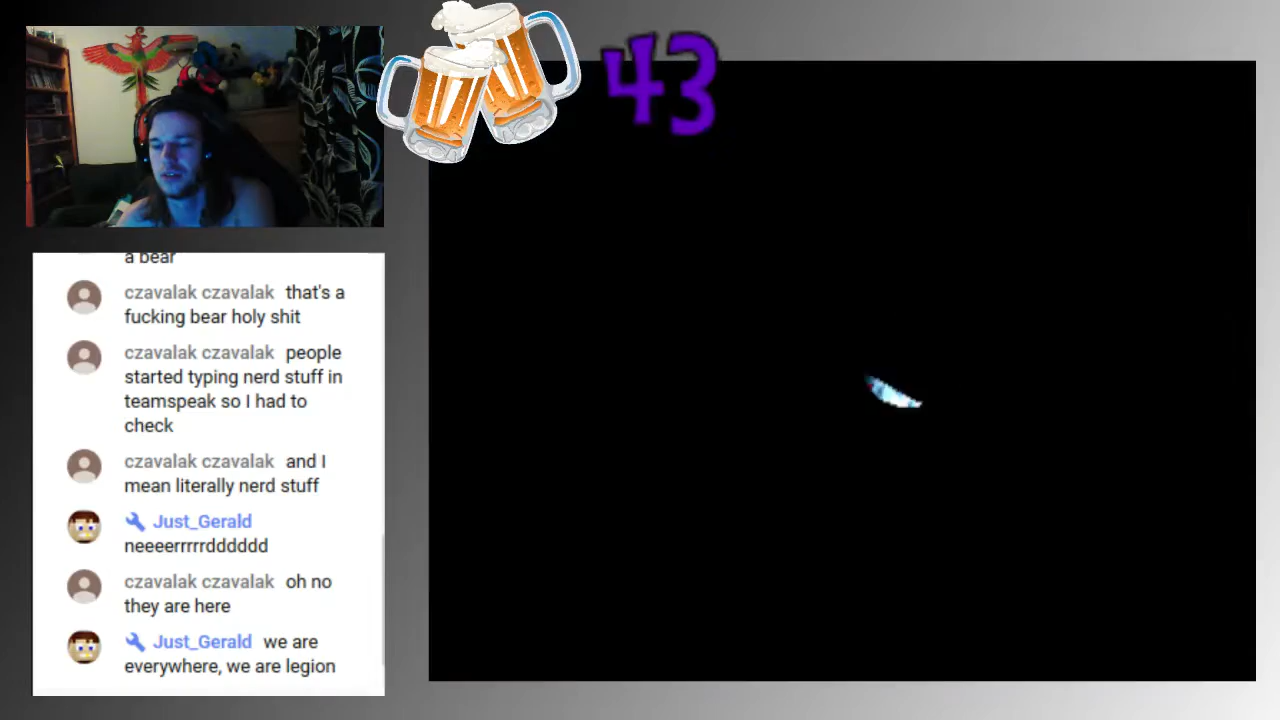 43
a bear
czavalak czavalak that's a
fucking bear holy shit
czavalak czavalak people
started typing nerd stuff in
teamspeak so I had to
check
czavalak czavalak and I
mean literally nerd stuff
Just_Gerald
neeeerrrrrdddddd
czavalak czavalak oh no
they are here
Just_Gerald we are
everywhere, we are legion